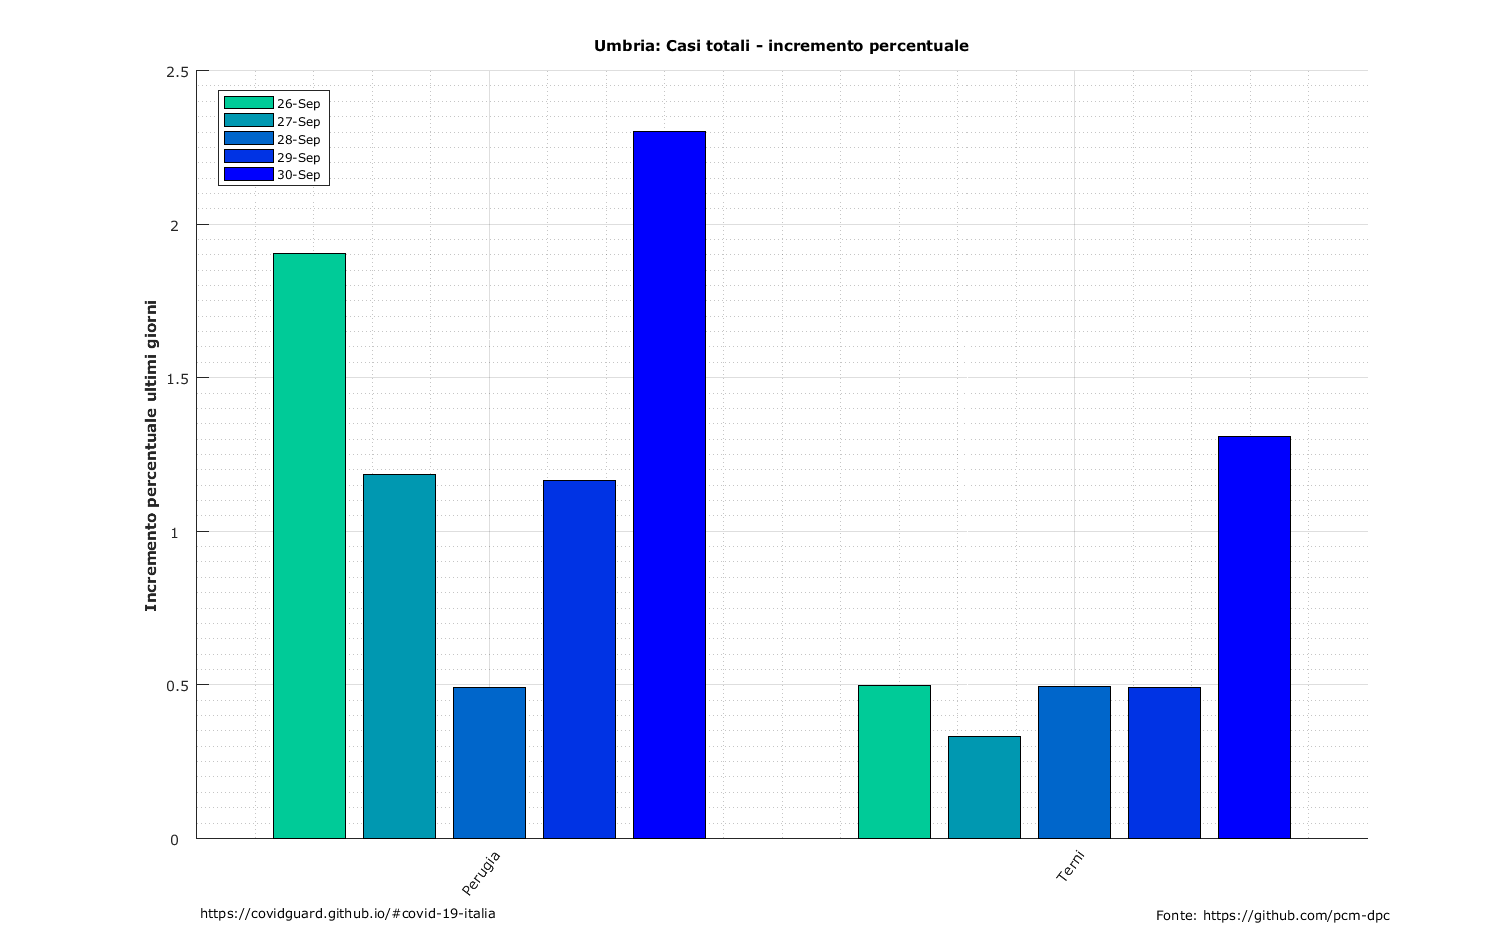 Umbria: Casi totali - incremento percentuale
2.5
2
1.5
1
0.5
0
Incremento percentuale ultimi giorni
26-Sep
27-Sep
28-Sep
29-Sep
30-Sep
Perugia
Terni
https://covidguard.github.io/#covid-19-italia
Fonte: https://github.com/pcm-dpc